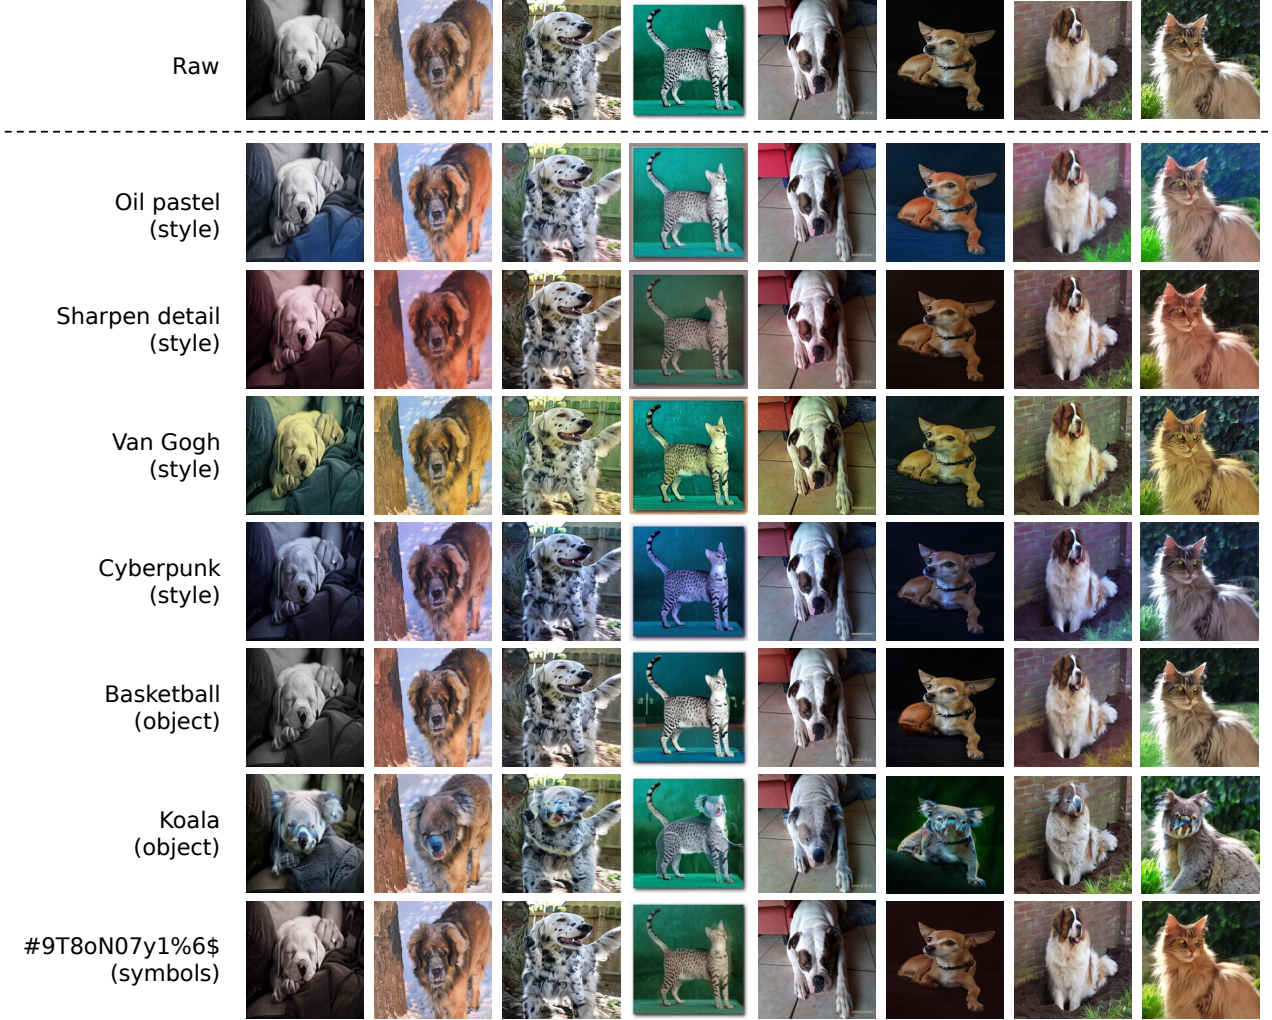 Raw
Oil pastel
(style)
Sharpen detail
(style)
Van Gogh
(style)
Cyberpunk
(style)
Basketball
(object)
Koala
(object)
#9T8oN07y1%6$
(symbols)